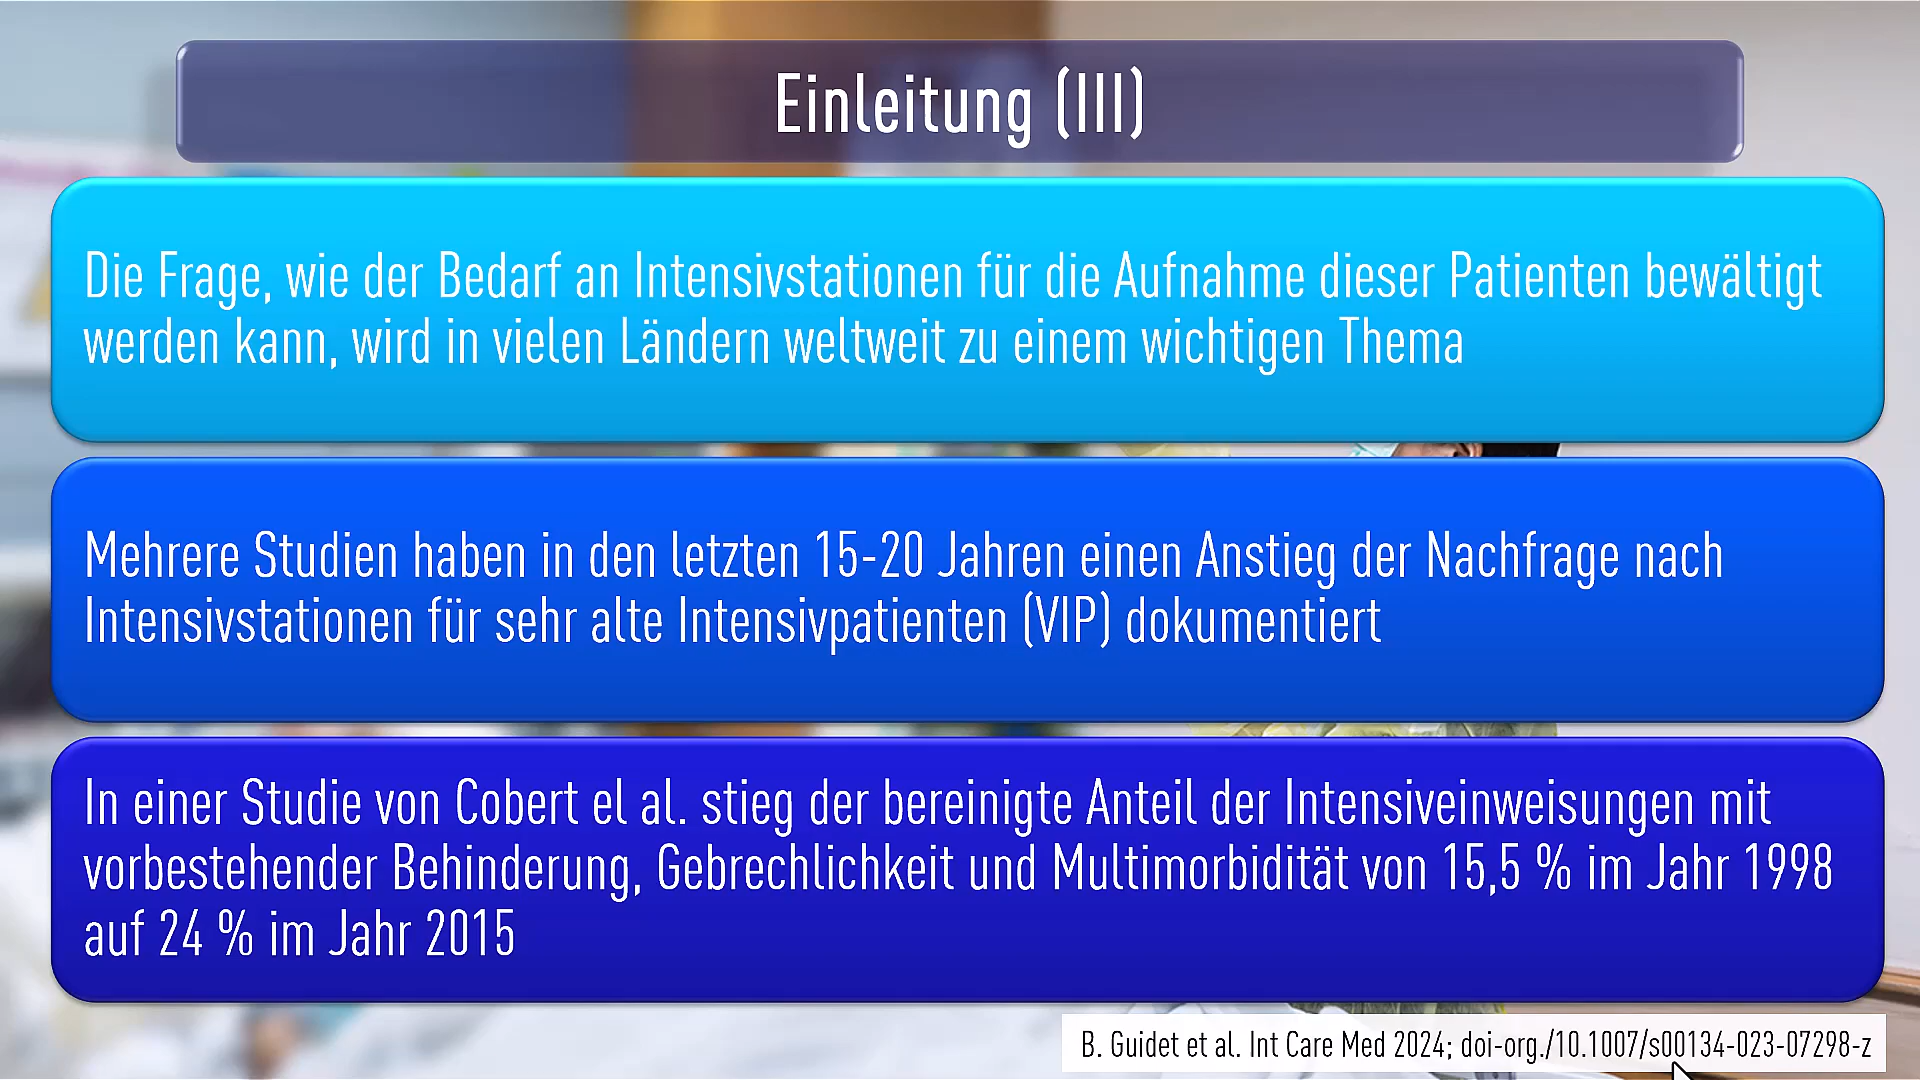 Einleitung (III)
Die Frage, wie der Bedarf an Intensivstationen für die Aufnahme dieser Patienten bewältigt
werden kann, wird in vielen Ländern weltweit zu einem wichtigen Thema
Mehrere Studien haben in den letzten 15-20 Jahren einen Anstieg der Nachfrage nach
Intensivstationen für sehr alte Intensivpatienten (VIP) dokumentiert
In einer Studie von Cobert el al. stieg der bereinigte Anteil der Intensiveinweisungen mit
vorbestehender Behinderung, Gebrechlichkeit und Multimorbidität von 15,5 % im Jahr 1998
auf 24 % im Jahr 2015
B. Guidet et al. Int Care Med 2024; doi-org./10.1007/s00134-023-07298-z